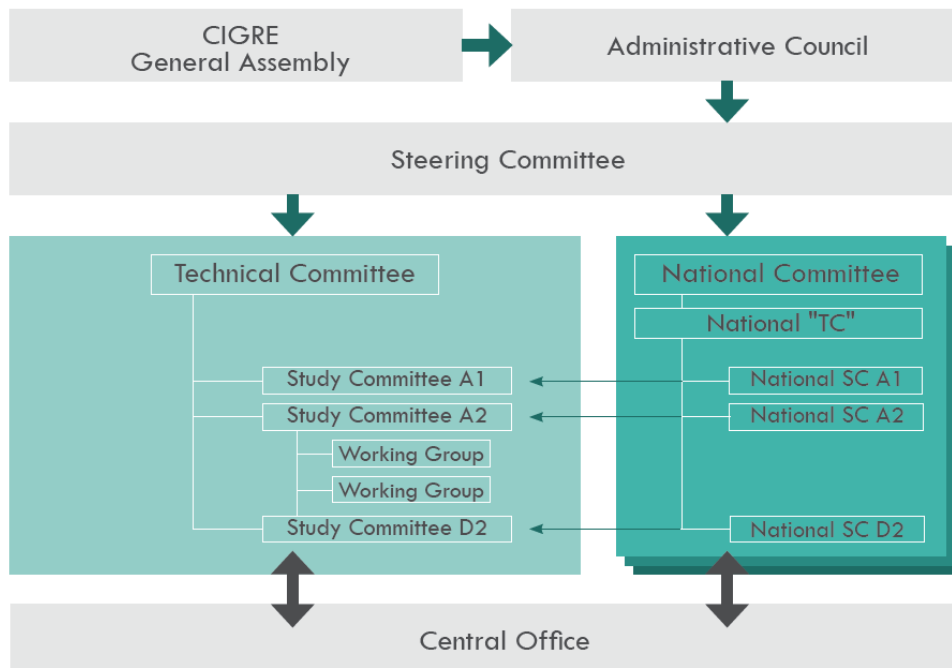 CIGRE
General Assembly
Administrative Council
Steering Committee
Technical Committee
Study Committee A1
Study Committee A2
Working Group
Working Group
Study Committee D2
National Committee
National "TC"
National SC A1
National SC A2
National SC D2
Central Office